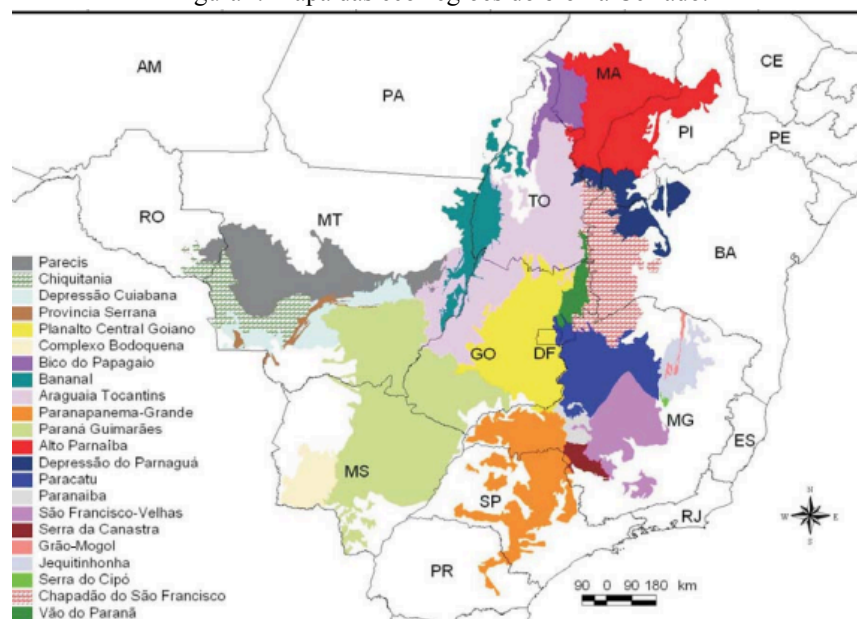 AM
PA
MA
CE
PI
PE
RO
MT
TO
BA
GO
DF
MG
ES
MS
SP
RJ
PR
Parecis
Chiquitania
Depressão Cuiabana
Provincia Serrana
Planalto Central Goiano
Complexo Bodoquena
Bico do Papagaio
Bananal
Araguaia Tocantins
Paranapanema-Grande
Paraná Guimarães
Alto Parnaíba
Depressão do Parnaguá
Paracatu
Paranaiba
São Francisco-Velhas
Serra da Canastra
Grão-Mogol
Jequitinhonha
Serra do Cipó
Chapadão do São Francisco
Vão do Paranã
N
W
E
S
90 0 90 180 km